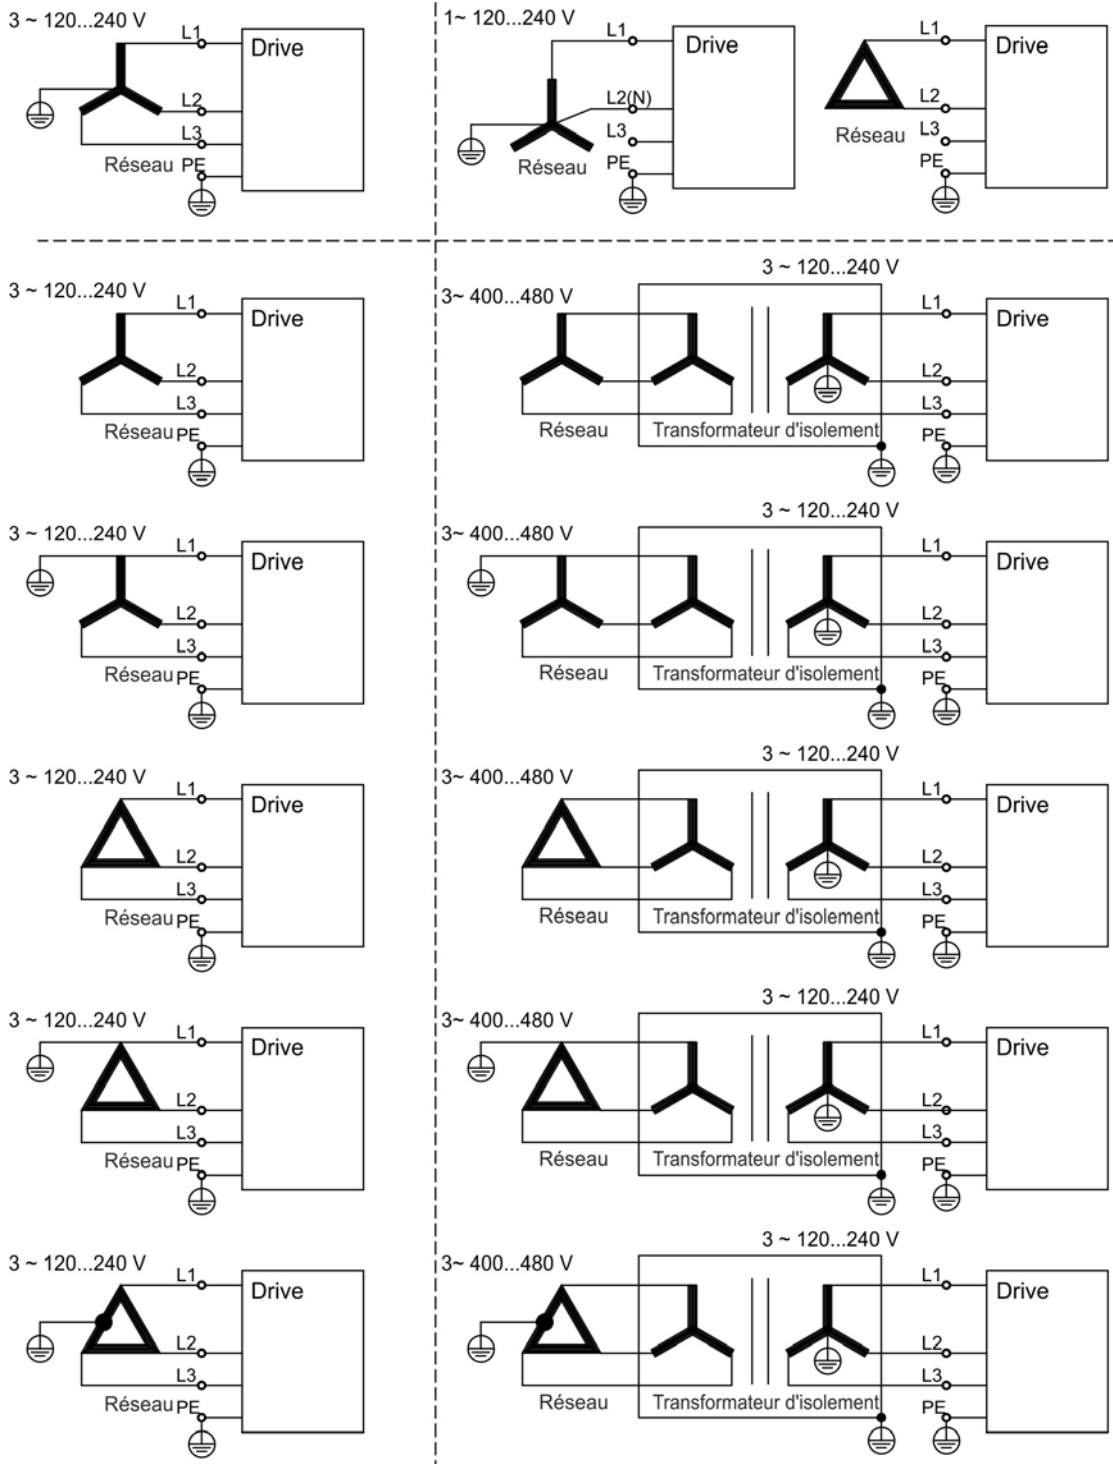 3 ~ 120...240 V
L1
Drive
L2
L3
Réseau PE
1~ 120...240 V
L1
Drive
L2(N)
L3
PE
Réseau
L1
Drive
L2
L3
Réseau
PE
3 ~ 120...240 V
L1
Drive
L2
L3
Réseau PE
3 ~ 120...240 V
3~ 400...480 V
L1
Drive
L2
L3
Réseau
Transformateur d'isolement
PE
3 ~ 120...240 V
L1
Drive
L2
L3
Réseau PE
3 ~ 120...240 V
3~ 400...480 V
L1
Drive
L2
L3
Réseau
Transformateur d'isolement
PE
3 ~ 120...240 V
L1
Drive
L2
L3
Réseau PE
3 ~ 120...240 V
3~ 400...480 V
L1
Drive
L2
L3
Réseau
Transformateur d'isolement
PE
3 ~ 120...240 V
L1
Drive
L2
L3
Réseau PE
3 ~ 120...240 V
3~ 400...480 V
L1
Drive
L2
L3
Réseau
Transformateur d'isolement
PE
3 ~ 120...240 V
L1
Drive
L2
L3
Réseau PE
3 ~ 120...240 V
3~ 400...480 V
L1
Drive
L2
L3
Réseau
Transformateur d'isolement
PE